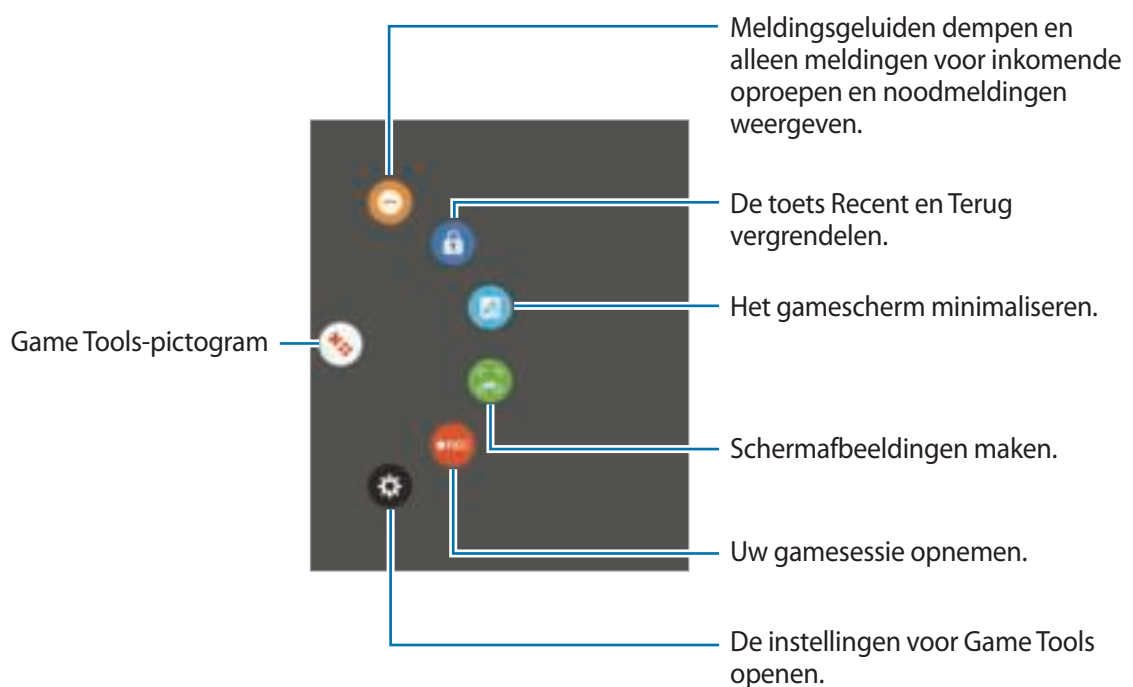 Meldingsgeluiden dempen en
alleen meldingen voor inkomende
oproepen en noodmeldingen
weergeven.
De toets Recent en Terug
vergrendelen.
Het gamescherm minimaliseren.
Game Tools-pictogram
Schermafbeeldingen maken.
Uw gamesessie opnemen.
De instellingen voor Game Tools
openen.